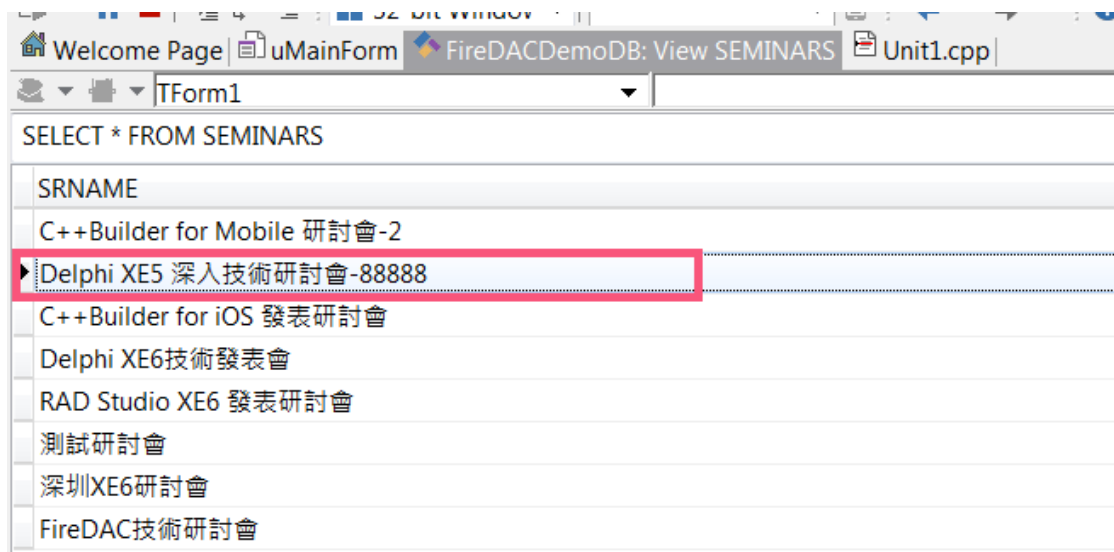 32-bit Window
Welcome Page uMainForm FireDACDemoDB: View SEMINARS Unit1.cpp
TForm1
SELECT * FROM SEMINARS
SRNAME
C++Builder for Mobile 研討會-2
Delphi XE5 深入技術研討會-88888
C++Builder for iOS 發表研討會
Delphi XE6技術發表會
RAD Studio XE6 發表研討會
測試研討會
深圳XE6研討會
FireDAC技術研討會